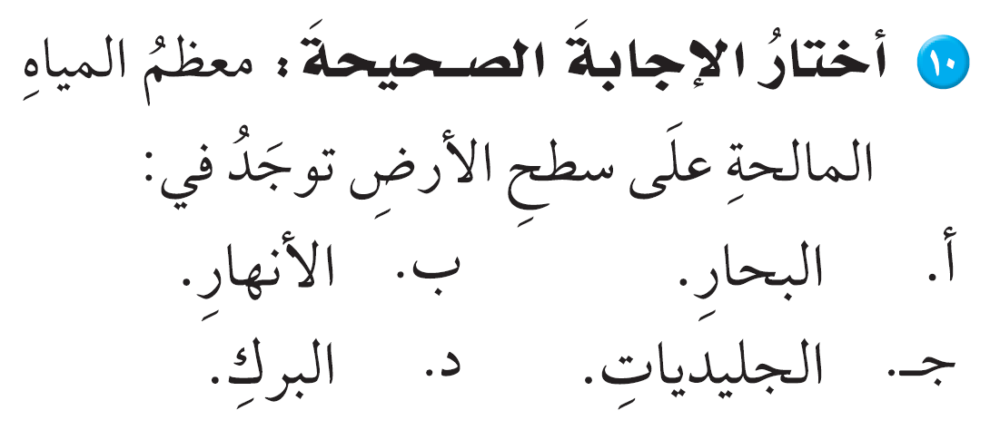 ١٠ أختارُ الإجابةَ الصحيحةَ: معظمُ المياهِ
المالحةِ علَى سطحِ الأرضِ توجَدُ في:
أ. البحارِ. ب. الأنهارِ.
جـ. الجليدياتِ. د. البركِ.